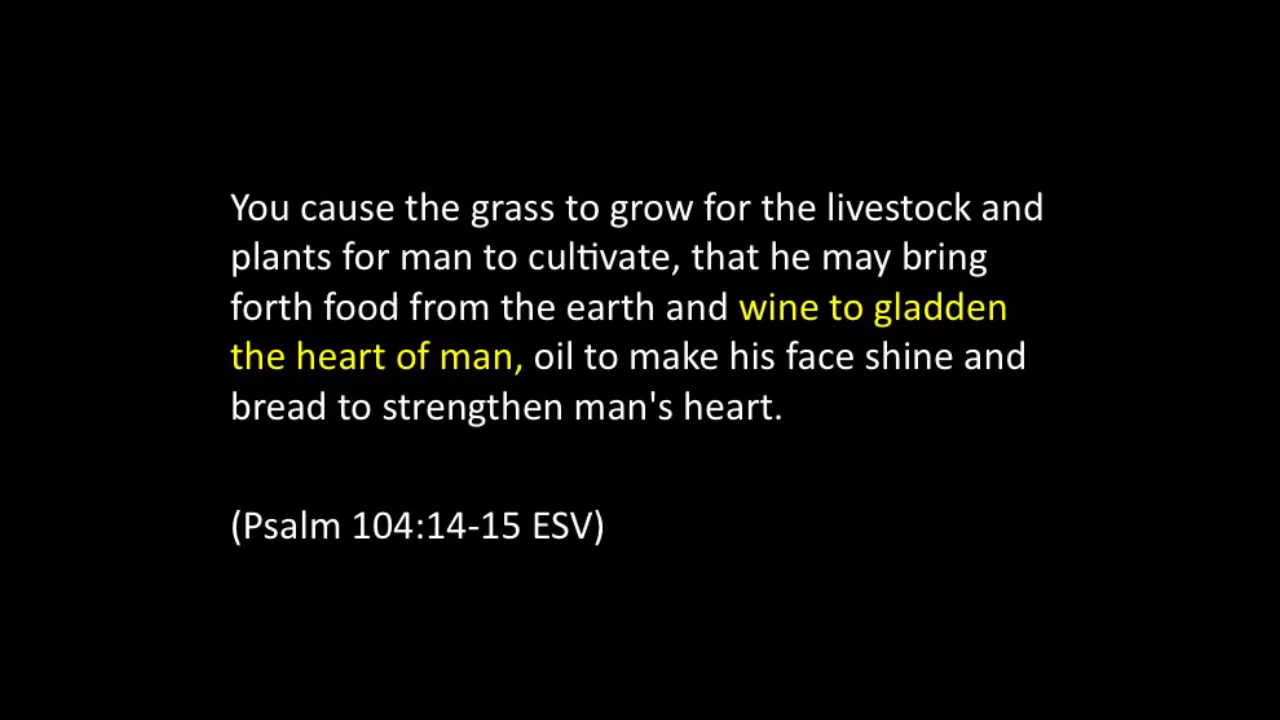 You cause the grass to grow for the livestock and
plants for man to cultivate, that he may bring
forth food from the earth and wine to gladden
the heart of man, oil to make his face shine and
bread to strengthen man's heart.
(Psalm 104:14-15 ESV)